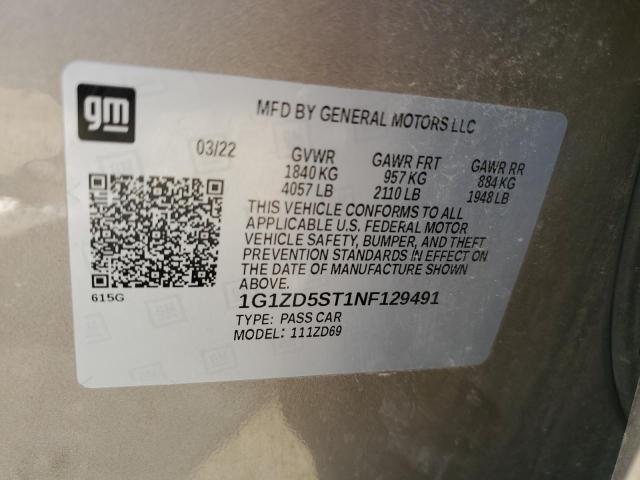 gm
MFD BY GENERAL MOTORS LLC
03/22 GVWR GAWR FRT GAWR RR
1840 KG 957 KG 884 KG
4057 LB 2110 LB 1948 LB
THIS VEHICLE CONFORMS TO ALL
APPLICABLE U.S. FEDERAL MOTOR
VEHICLE SAFETY, BUMPER, AND THEFT
PREVENTION STANDARDS IN EFFECT ON
THE DATE OF MANUFACTURE SHOWN
ABOVE.
615G
1G1ZD5ST1NF129491
TYPE: PASS CAR
MODEL: 111ZD69